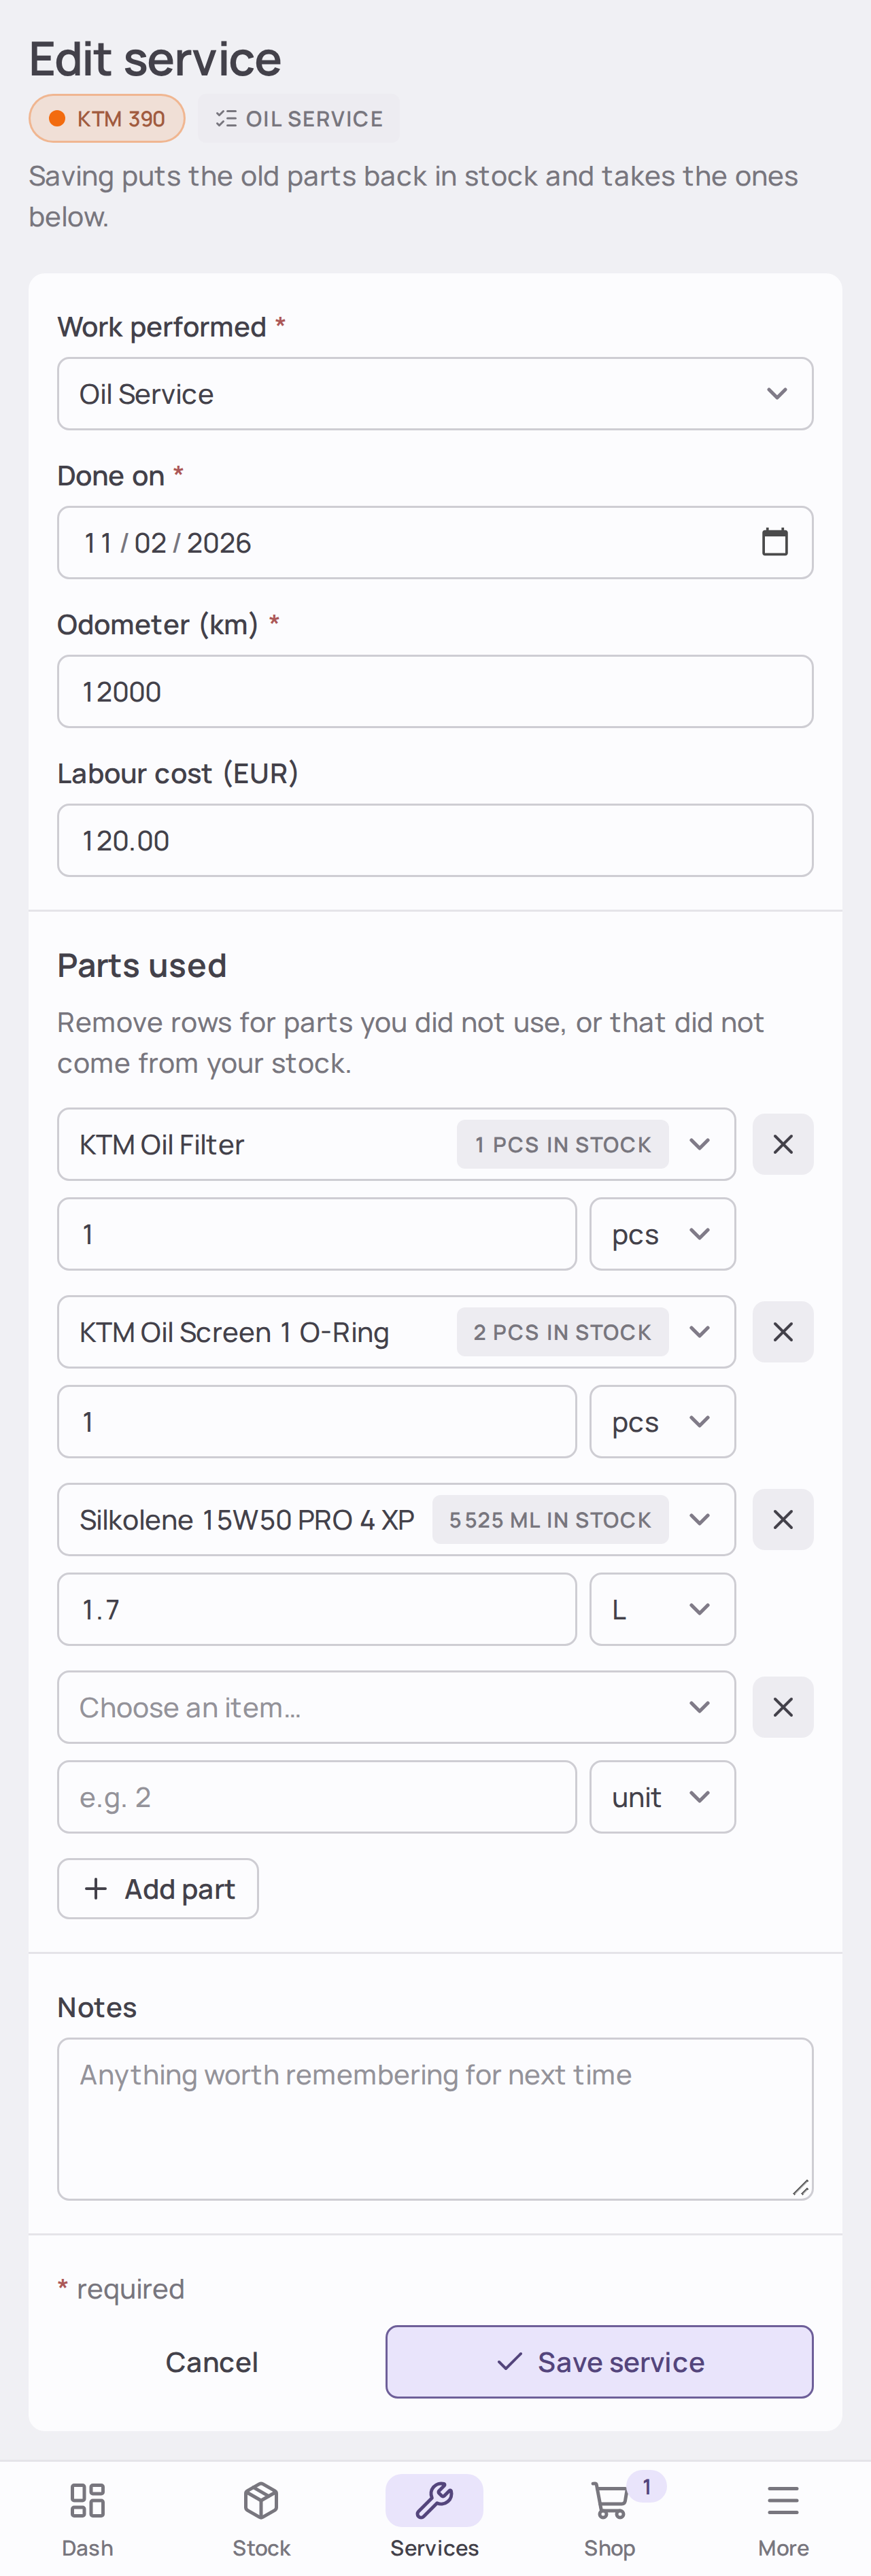 Edit service
KTM 390
OIL SERVICE
Saving puts the old parts back in stock and takes the ones
below.
Work performed *
Oil Service
Done on *
11 / 02 / 2026
Odometer (km) *
12000
Labour cost (EUR)
120.00
Parts used
Remove rows for parts you did not use, or that did not
come from your stock.
KTM Oil Filter
1 PCS IN STOCK
1
pcs
KTM Oil Screen 1 O-Ring
2 PCS IN STOCK
1
pcs
Silkolene 15W50 PRO 4 XP
5 525 ML IN STOCK
1.7
L
Choose an item…
e.g. 2
unit
Add part
Notes
Anything worth remembering for next time
* required
Cancel
Save service
1
Dash
Stock
Services
Shop
More